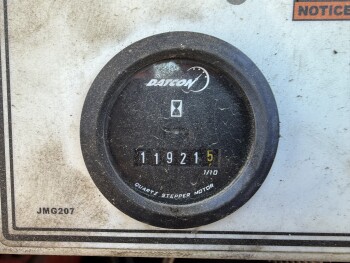 NOTICE
DATCON
119215
1/10
QUARTZ STEPPER MOTOR
JMG207